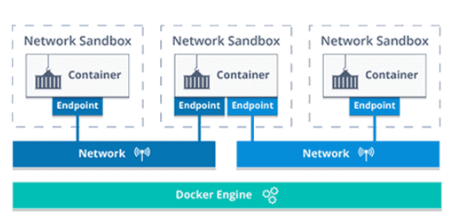 Network Sandbox
Container
Endpoint
Network Sandbox
Container
Endpoint
Endpoint
Network Sandbox
Container
Endpoint
Network
Network
Docker Engine